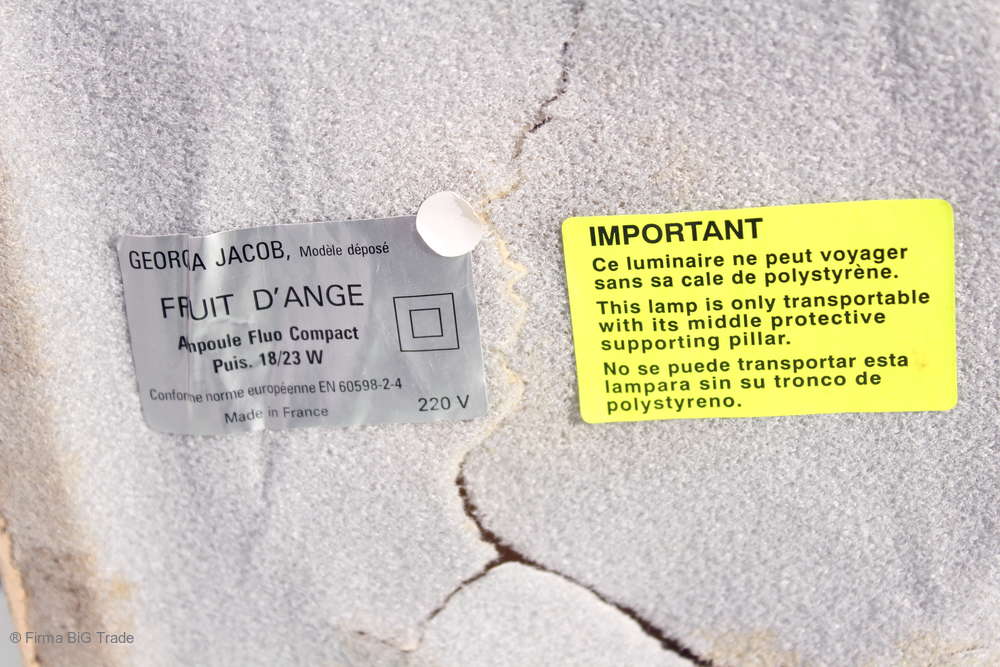 GEORGIA JACOB, Modèle déposé
FRUIT D'ANGE
Ampoule Fluo Compact
Puis. 18/23 W
Conforme norme européenne EN 60598-2-4
Made in France
220 V
IMPORTANT
Ce luminaire ne peut voyager
sans sa cale de polystyrène.
This lamp is only transportable
with its middle protective
supporting pillar.
No se puede transportar esta
lampara sin su tronco de
polystyreno.
® Firma BiG Trade